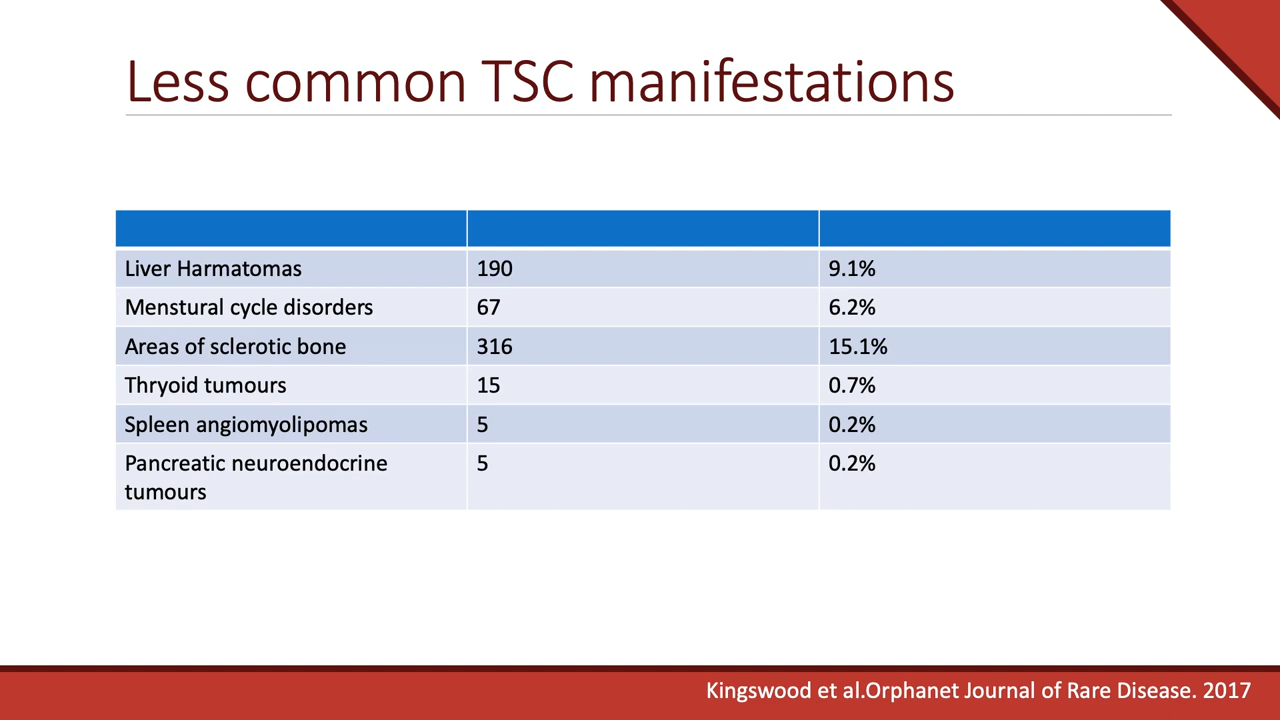 Less common TSC manifestations
Liver Harmatomas 190 9.1%
Menstural cycle disorders 67 6.2%
Areas of sclerotic bone 316 15.1%
Thryoid tumours 15 0.7%
Spleen angiomyolipomas 5 0.2%
Pancreatic neuroendocrine 5 0.2%
tumours
Kingswood et al.Orphanet Journal of Rare Disease. 2017